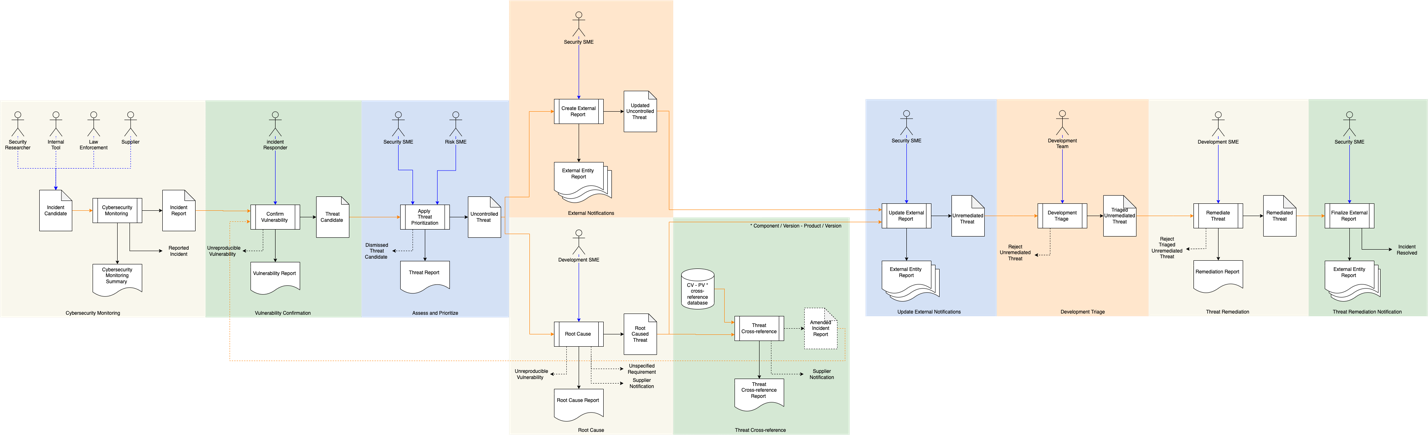 Security
Researcher
Internal
Tool
Law
Enforcement
Supplier
Incident
Candidate
Cybersecurity
Monitoring
Incident
Report
Reported
Incident
Cybersecurity
Monitoring
Summary
Cybersecurity Monitoring
Incident
Responder
Confirm
Vulnerability
Threat
Candidate
Unreproducible
Vulnerability
Vulnerability Report
Vulnerability Confirmation
Security SME
Risk SME
Apply
Threat
Prioritization
Uncontrolled
Threat
Dismissed
Threat
Candidate
Threat Report
Assess and Prioritize
Security SME
Create External
Report
Updated
Uncontrolled
Threat
External Entity
Report
External Notifications
Development SME
Root Cause
Root
Caused
Threat
Unreproducible
Vulnerability
Unspecified
Requirement
Supplier
Notification
Root Cause Report
Root Cause
* Component / Version - Product / Version
CV - PV *
cross-
reference
database
Threat
Cross-reference
Amended
Incident
Report
Supplier
Notification
Threat
Cross-reference
Report
Threat Cross-reference
Security SME
Update External
Report
Unremediated
Threat
External Entity
Report
Update External Notifications
Development
Team
Development
Triage
Triaged
Unremediated
Threat
Reject
Unremediated
Threat
Development Triage
Development SME
Remediate
Threat
Remediated
Threat
Reject
Triaged
Unremediated
Threat
Remediation Report
Threat Remediation
Security SME
Finalize External
Report
Incident
Resolved
External Entity
Report
Threat Remediation Notification